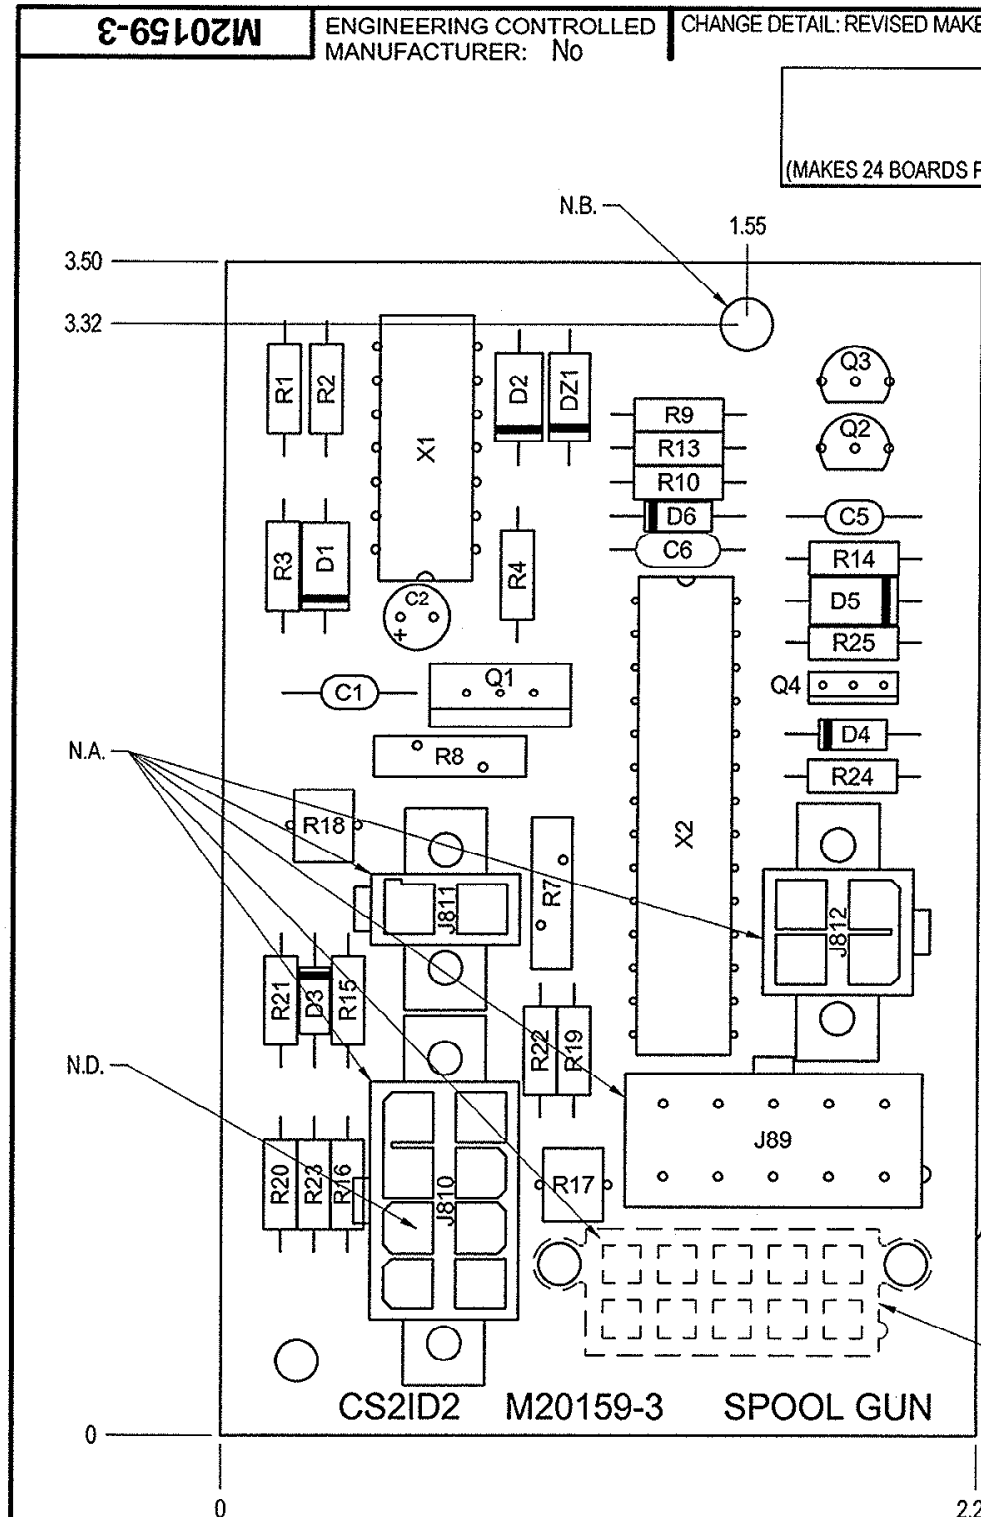 M20159-3
ENGINEERING CONTROLLED
MANUFACTURER: No
CHANGE DETAIL: REVISED MAKE
(MAKES 24 BOARDS P
N.B.
1.55
3.50
3.32
R1
R2
X1
D2
DZ1
Q3
R9
Q2
R13
R10
D6
C5
C6
R3
D1
R4
R14
C2
+
D5
R25
C1
Q1
Q4
R8
D4
R24
N.A.
R18
X2
R7
J811
J812
R21
D3
R15
R22
R19
N.D.
J89
R20
R23
R16
J810
R17
CS2ID2 M20159-3 SPOOL GUN
0
0
2.2